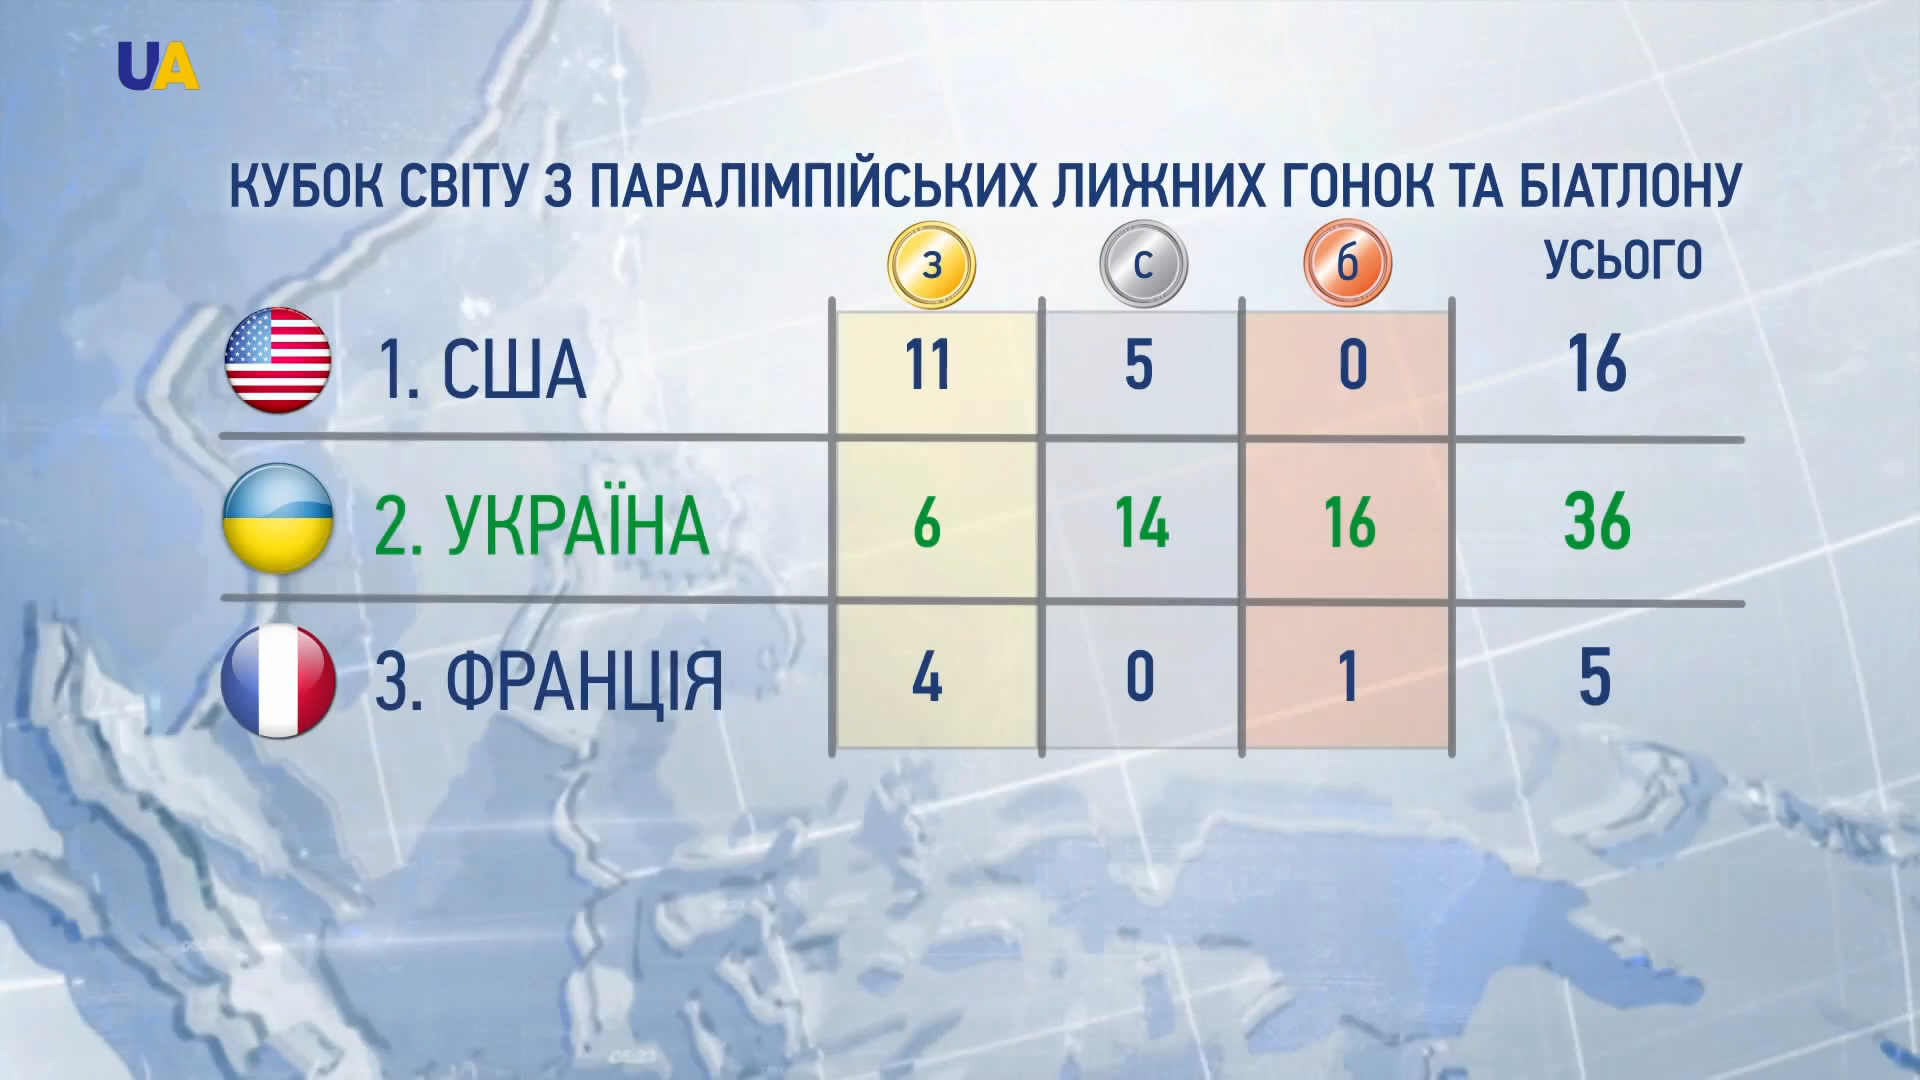 UA
КУБОК СВІТУ З ПАРАЛІМПІЙСЬКИХ ЛИЖНИХ ГОНОК ТА БІАТЛОНУ
З С б УСЬОГО
1. США 11 5 0 16
2. УКРАЇНА 6 14 16 36
3. ФРАНЦІЯ 4 0 1 5